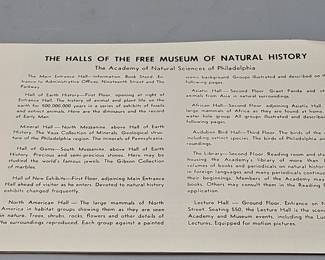 THE HALLS OF THE FREE MUSEUM OF NATURAL HISTORY
The Academy of Natural Sciences of Philadelphia
The Main Entrance Hall—Information, Book Stand, En-
trance to Administrative Offices, Nineteenth Street and The
Parkway.
Hall of Earth History—First Floor, opening at right of
Entrance Hall. The history of animal and plant life on the
earth for 500,000,000 years in a series of exhibits of fossils
and extinct animals. Here are the dinosaurs and the record
of Early Man.
Mineral Hall—North Mezzanine, above Hall of Earth
History. The Vaux Collection of Minerals. Geological struc-
ture of the Philadelphia region and Pennsylvania.
Hall of Gems—South Mezzanine, above Hall of Earth
History. Precious and semi-precious stones. Here may be
studied the world's famous jewels. The Gibson Collection
of
Hall of New Exhibits—First Floor, adjoining Main Entrance
Hall ahead of visitor as he enters. Devoted to natural history
exhibits changed frequently.
North American Hall — The large mammals of North
America in habitat groups showing them as they are seen
in nature. Trees, shrubs, rocks, flowers other details of
the surroundings reproduced. Each group against a pano-
ramic background. Groups illustrated and described on
following pages.
Asiatic Hall—Second Floor. Giant Panda and
animals from Asia in natural surroundings.
African Hall—Second Floor, adjoining Asiatic Hall.
large mammals of Africa as they are found at home
water hole group. All groups illustrated and described
following pages.
Audubon Bird Hall—Third Floor. The birds of the
including extinct species. The birds of Philadelphia
rounding country.
The Library—Second Floor. Reading room and
housing the Academy's library of more than
volumes of books and periodicals on natural history
in foreign languages and many periodicals continuous
their beginnings. Members of the Academy may
books. Others may consult them in the Reading
application.
Lecture Hall — Ground Floor. Entrance on
Street. Seating 550, the Lecture Hall is the scene
Academy and Museum events, including the
Lectures. Equipped for motion pictures.